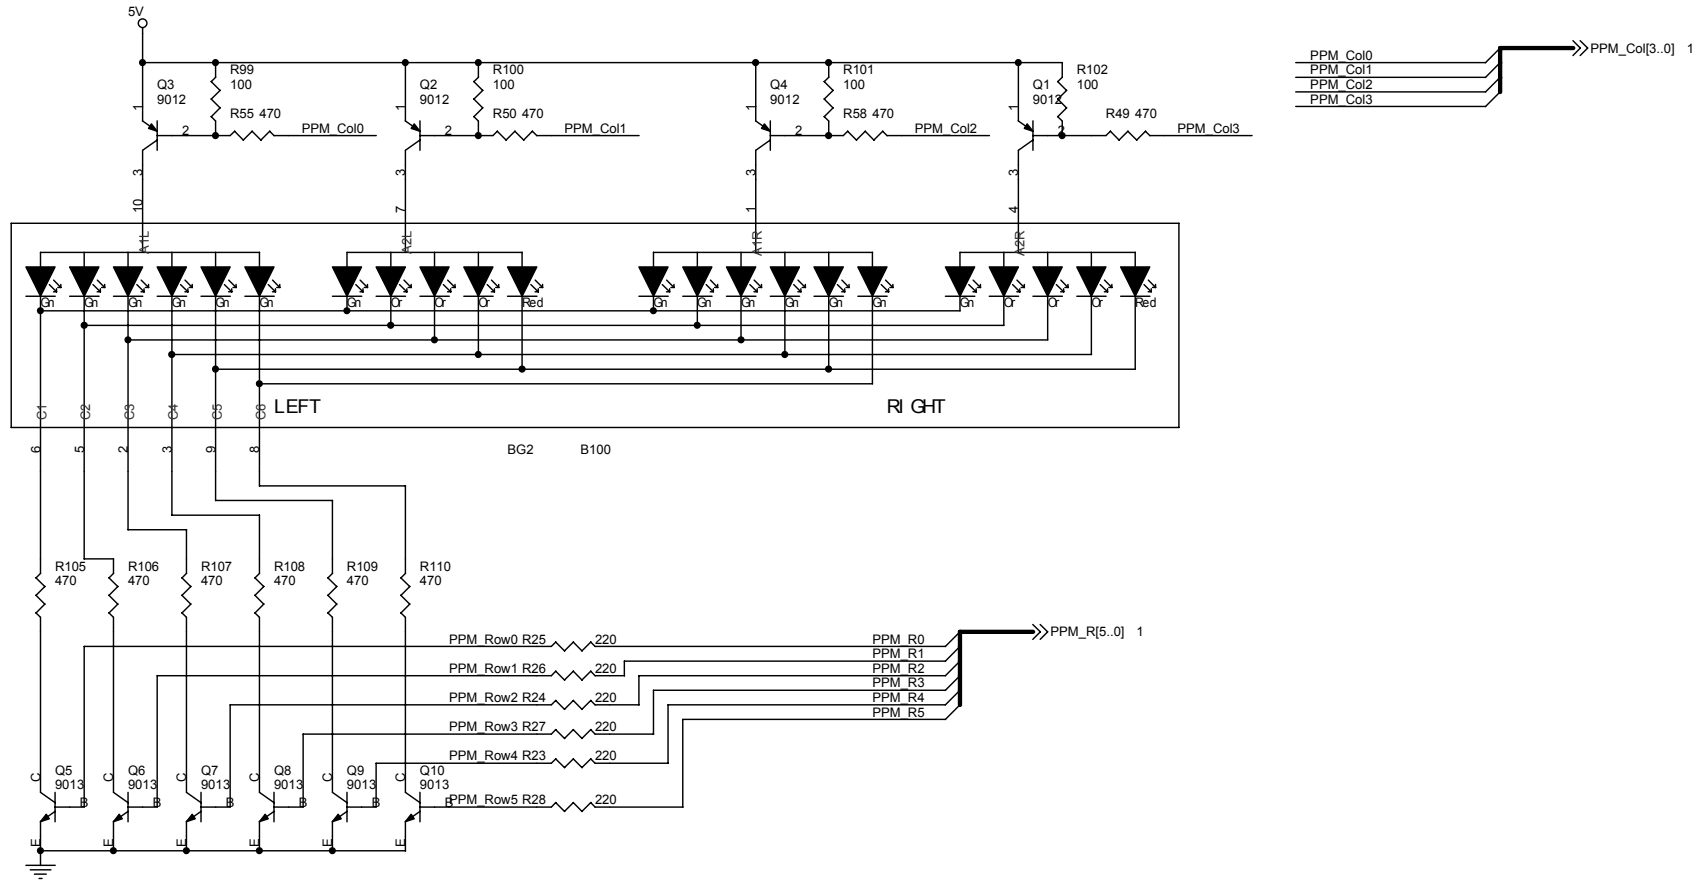 5V
PPM_Col[3..0] 1
PPM_Col0
PPM_Col1
PPM_Col2
PPM_Col3
Q3
9012
R99
100
R55 470
PPM_Col0
1
2
3
10
Q2
9012
R100
100
R50 470
PPM_Col1
1
2
3
7
Q4
9012
R101
100
R58 470
PPM_Col2
1
2
3
1
Q1
9012
R102
100
R49 470
PPM_Col3
1
2
3
4
A1L
A2L
A1R
A2R
Gn Gn Gn Gn Gn Gn
Gn Or Or Or Red
Gn Gn Gn Gn Gn Gn
Gn Or Or Or Red
C1 C2 C3 C4 C5 C6
LEFT
RIGHT
6 5 2 3 9 8
BG2 B100
R105
470
R106
470
R107
470
R108
470
R109
470
R110
470
PPM_Row0 R25 220 PPM_R0
PPM_Row1 R26 220 PPM_R1
PPM_Row2 R24 220 PPM_R2
PPM_Row3 R27 220 PPM_R3
PPM_Row4 R23 220 PPM_R4
PPM_Row5 R28 220 PPM_R5
PPM_R[5..0] 1
C
Q5
9013
B
E
C
Q6
9013
B
E
C
Q7
9013
B
E
C
Q8
9013
B
E
C
Q9
9013
B
E
C
Q10
9013
B
E